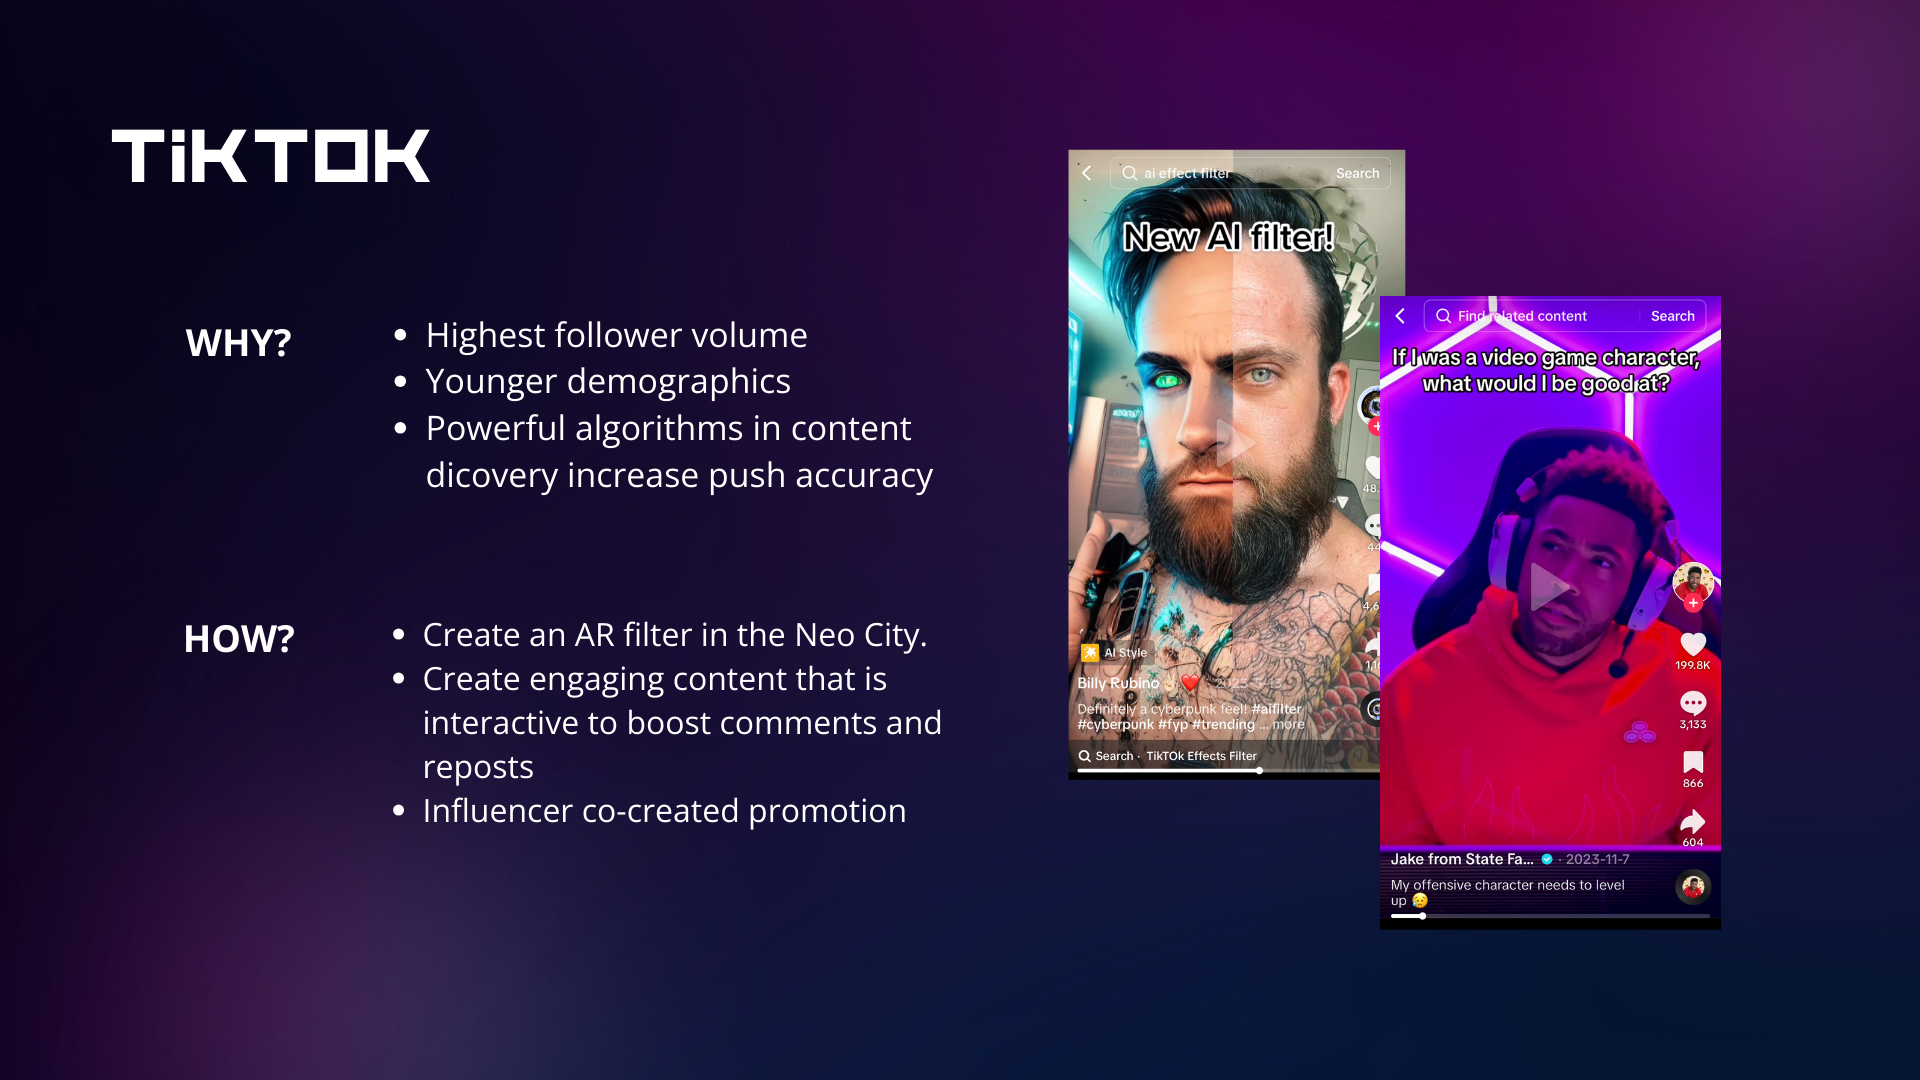 TiKTOK
WHY?
• Highest follower volume
• Younger demographics
• Powerful algorithms in content
dicovery increase push accuracy
HOW?
• Create an AR filter in the Neo City.
• Create engaging content that is
interactive to boost comments and
reposts
• Influencer co-created promotion
ai effect filter Search
New AI filter!
48.
44
4,6
1,1
AI Style
Billy Rubino
Definitely a cyberpunk feel! #aifilter
#cyberpunk #fyp #trending ... more
Search · TikTOk Effects Filter
Find related content Search
If I was a video game character,
what would I be good at?
199.8K
3,133
866
604
Jake from State Fa... · 2023-11-7
My offensive character needs to level
up 😥